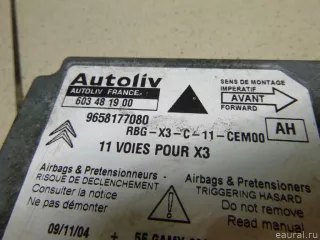 Autoliv
AUTOLIV FRANCE
603 48 19 00
9658177080
SENS DE MONTAGE
IMPERATIF
AVANT
FORWARD
RBG-X3-C-11-CEM00
AH
11 VOIES POUR X3
Airbags & Pretensionneurs
RISQUE DE DECLENCHEMENT
Consulter la notice
Ne pas démonter
Airbags & Pretensioners
TRIGGERING HASARD
Do not remove
Read manual
09/11/04
euauto.ru